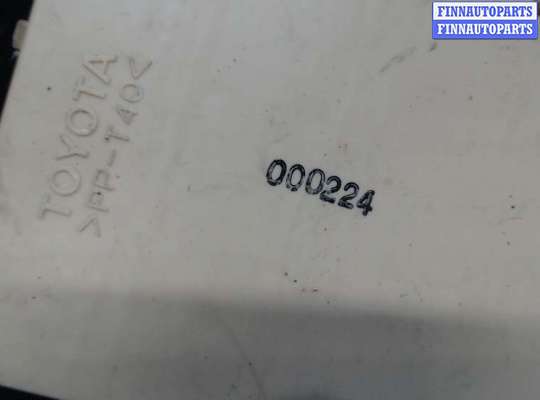 FINNAUTOPARTS
FINNAUTOPARTS
TOYOTA
>PP-T40<
000224